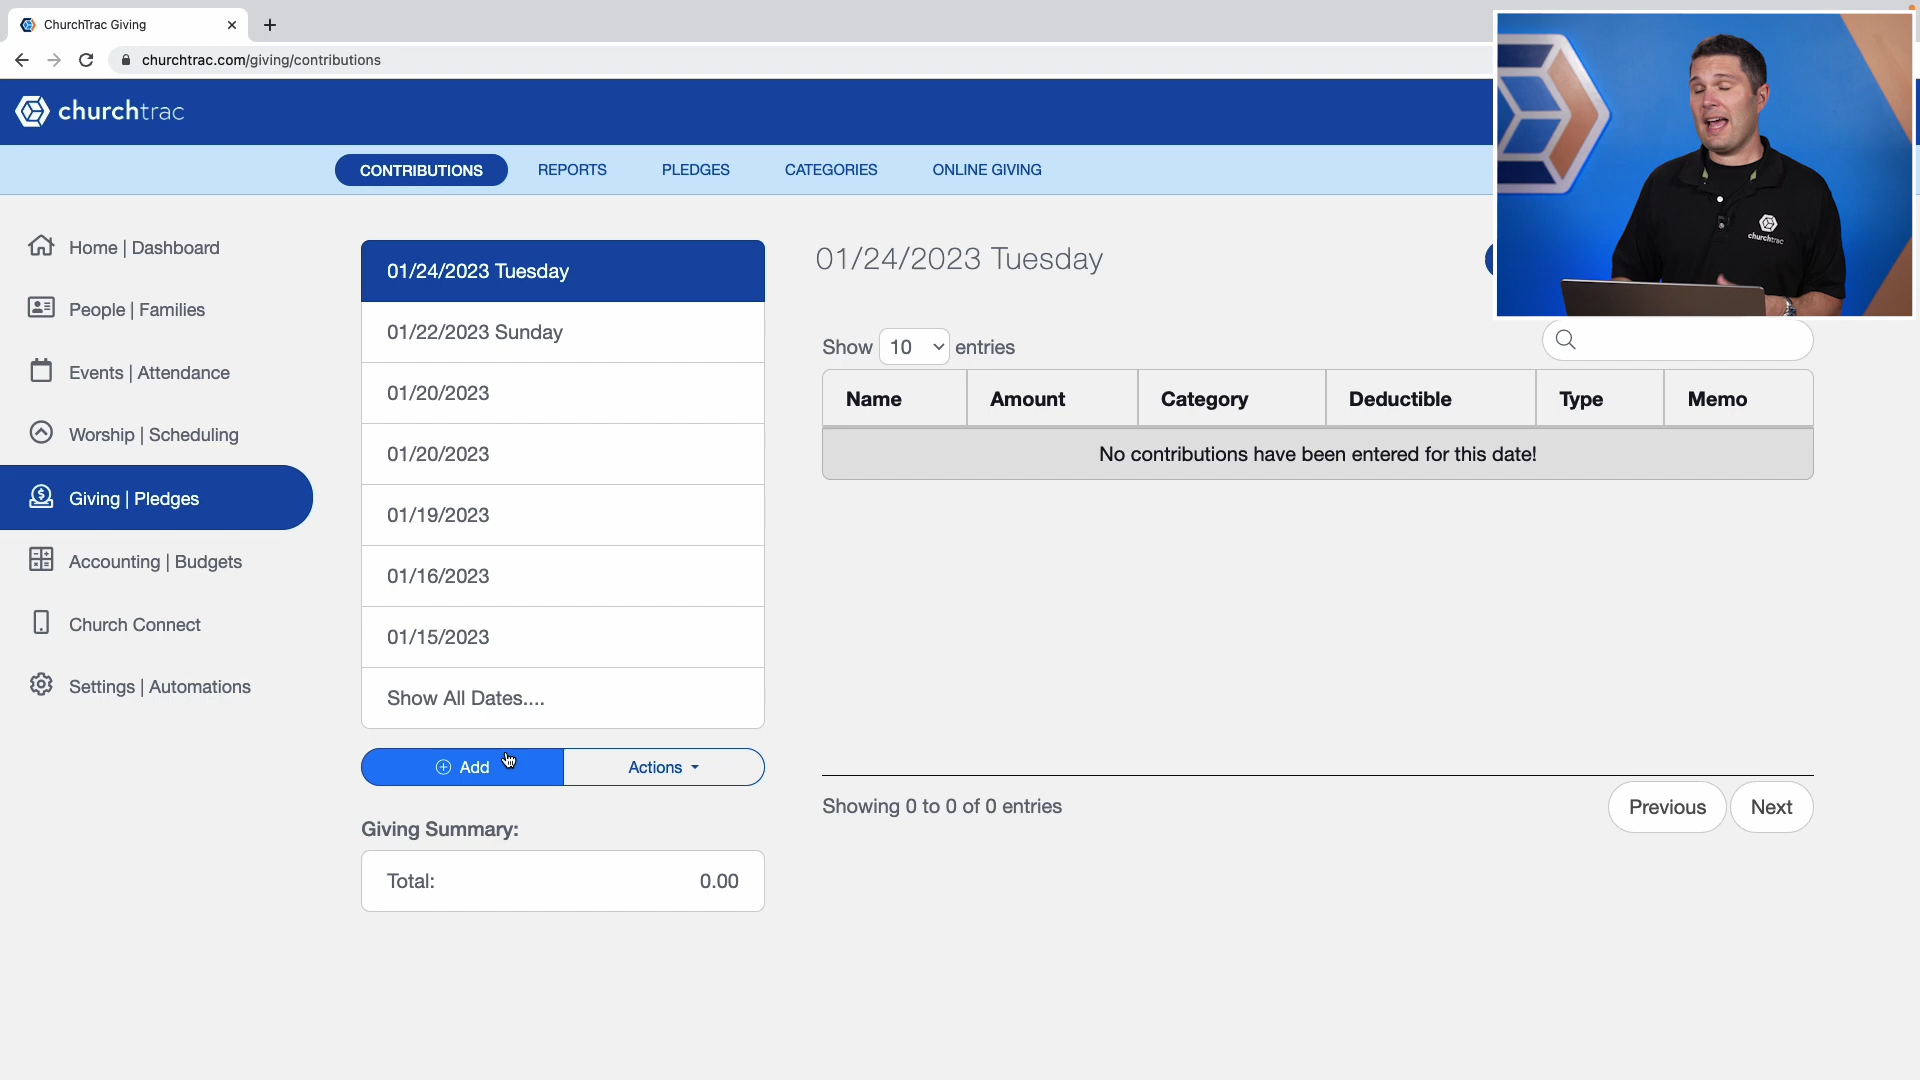 ChurchTrac Giving
churchtrac.com/giving/contributions
churchtrac
CONTRIBUTIONS
REPORTS
PLEDGES
CATEGORIES
ONLINE GIVING
Home | Dashboard
People | Families
Events | Attendance
Worship | Scheduling
Giving | Pledges
Accounting | Budgets
Church Connect
Settings | Automations
01/24/2023 Tuesday
01/22/2023 Sunday
01/20/2023
01/20/2023
01/19/2023
01/16/2023
01/15/2023
Show All Dates....
Add
Actions
Giving Summary:
Total: 0.00
01/24/2023 Tuesday
Show 10 entries
Name Amount Category Deductible Type Memo
No contributions have been entered for this date!
Showing 0 to 0 of 0 entries
Previous
Next
churchtrac